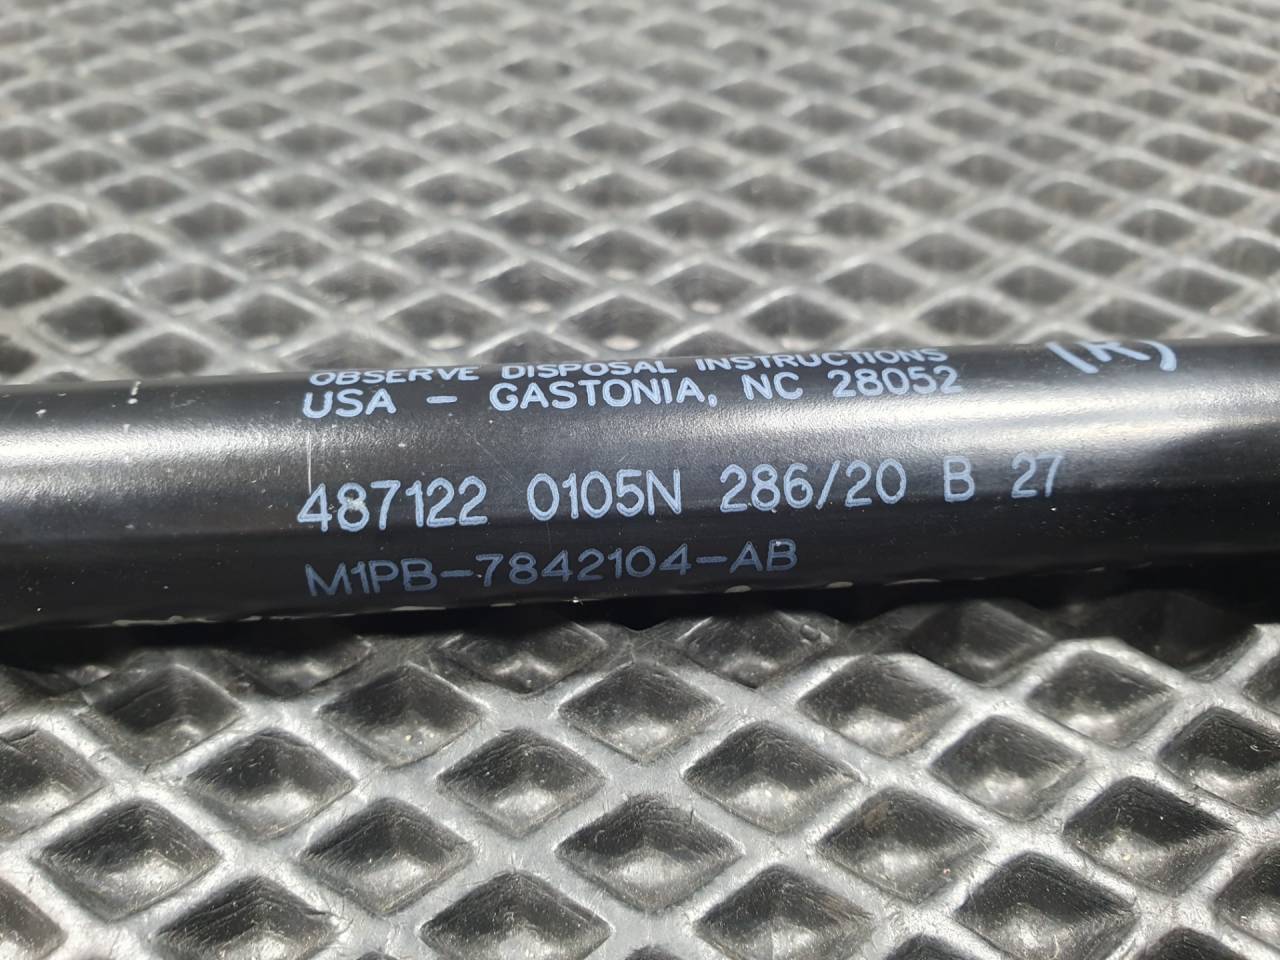 OBSERVE DISPOSAL INSTRUCTIONS
USA - GASTONIA, NC 28052
(R)
487122 0105N 286/20 B 27
M1PB-7842104-AB